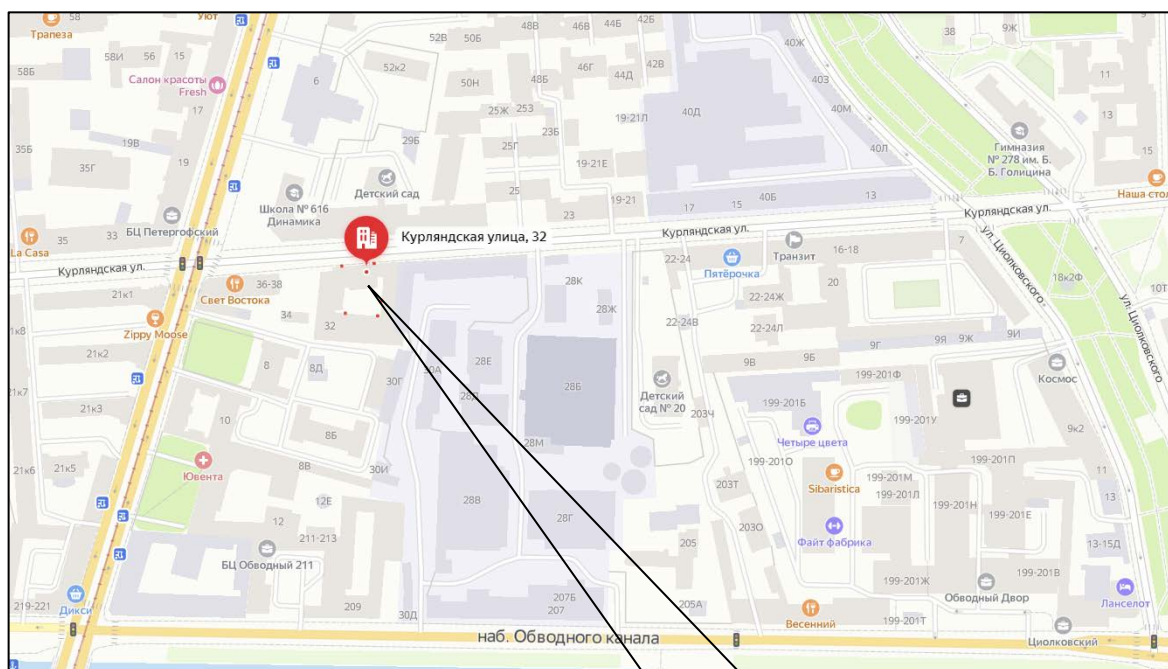 58
Трапеза
Уют
58И
56
15
58Б
Салон красоты
Fresh
17
19В
19
35Б
35Г
6
52В
50Б
52к2
50Н
48В
46В
44Б
46Б
42Б
48Б
46Г
44Д
42В
25Ж
253
23Б
25Г
19-21Л
29Б
19-21Е
25
23
19-21
Детский сад
Школа № 616
Динамика
БЦ Петергофский
35
33
La Casa
Курляндская ул.
Курляндская улица, 32
Курляндская ул.
Курляндская ул.
40Ж
403
40М
40Д
40Л
17
15
40Б
13
38
9Ж
11
13
15
Гимназия
№ 278 им. Б.
Б. Голицина
Наша стол
22-24
Пятёрочка
Транзит
16-18
7
20
18к2Ф
10Т
ул. Циолковского
ул. Циолковского
21к1
Свет Востока
36-38
34
32
Zippy Moose
21к8
21к2
21к7
21к3
21к6
21к5
8
8Д
30Г
30А
28Е
28Д
28К
28Ж
28Б
28М
28В
28Г
22-24Ж
22-24В
22-24Л
9В
9Б
9Г
9Я
9Ж
9И
10
8Б
8В
30И
Ювента
12Е
12
211-213
БЦ Обводный 211
209
30Д
207Б
207
Детский
сад № 20
203Ч
203Т
203О
205
205А
199-201Ф
199-201Б
199-201У
Космос
9к2
Четыре цвета
199-201О
199-201П
Sibaristica
199-201М
199-201Л
199-201Н
199-201Е
11
13
Файт фабрика
13-15Д
199-201Ж
199-201В
Обводный Двор
Ланселот
Весенний
199-201Т
Циолковский
219-221
Дикси
наб. Обводного канала